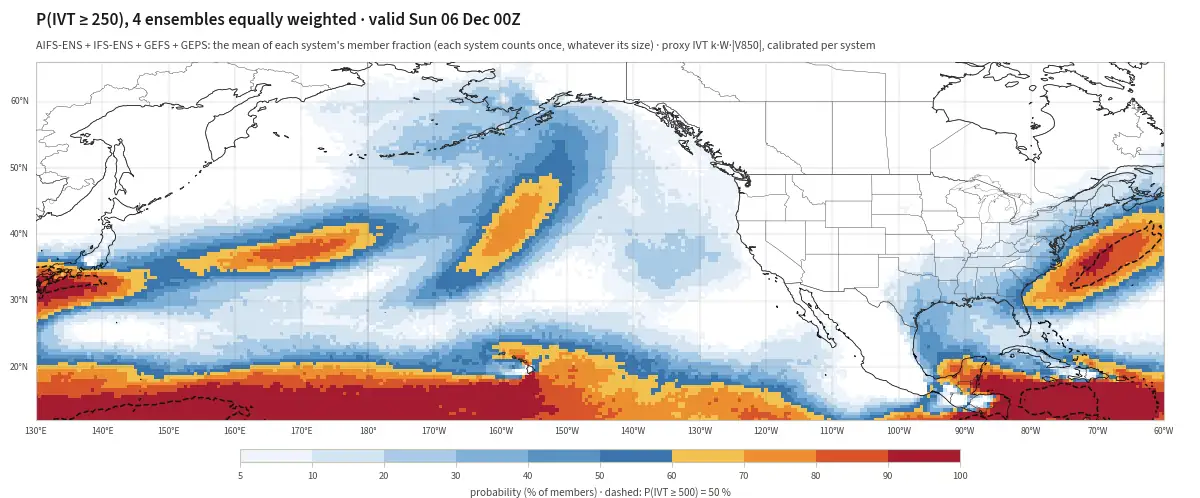 P(IVT ≥ 250), 4 ensembles equally weighted · valid Sun 06 Dec 00Z
AIFS-ENS + IFS-ENS + GEFS + GEPS: the mean of each system's member fraction (each system counts once, whatever its size) · proxy IVT k·W·|V850|, calibrated per system
60°N
50°N
40°N
30°N
20°N
130°E 140°E 150°E 160°E 170°E 180° 170°W 160°W 150°W 140°W 130°W 120°W 110°W 100°W 90°W 80°W 70°W 60°W
5 10 20 30 40 50 60 70 80 90 100
probability (% of members) · dashed: P(IVT ≥ 500) = 50 %